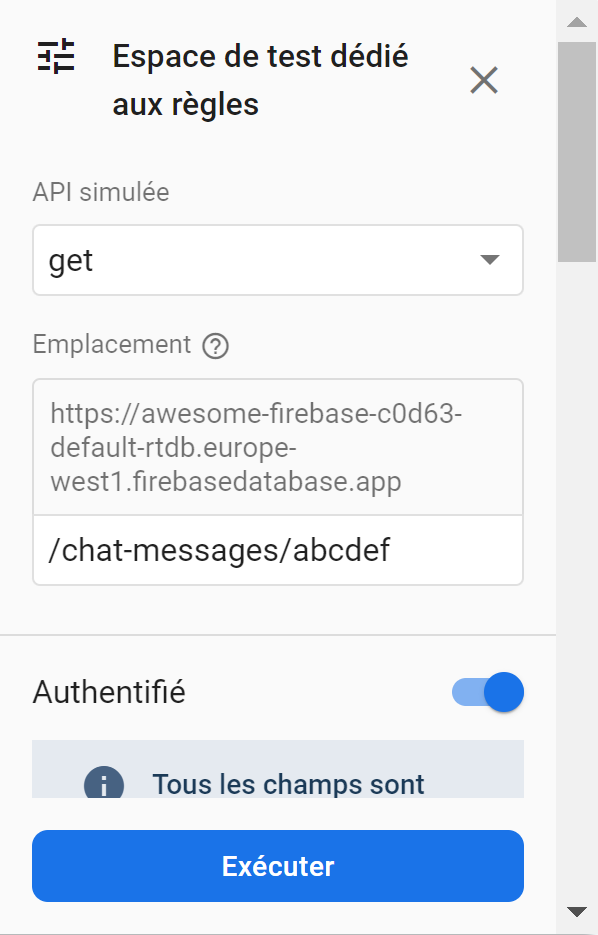 Espace de test dédié
aux règles
API simulée
get
Emplacement
https://awesome-firebase-c0d63-
default-rtdb.europe-
west1.firebasedatabase.app
/chat-messages/abcdef
Authentifié
Tous les champs sont
Exécuter